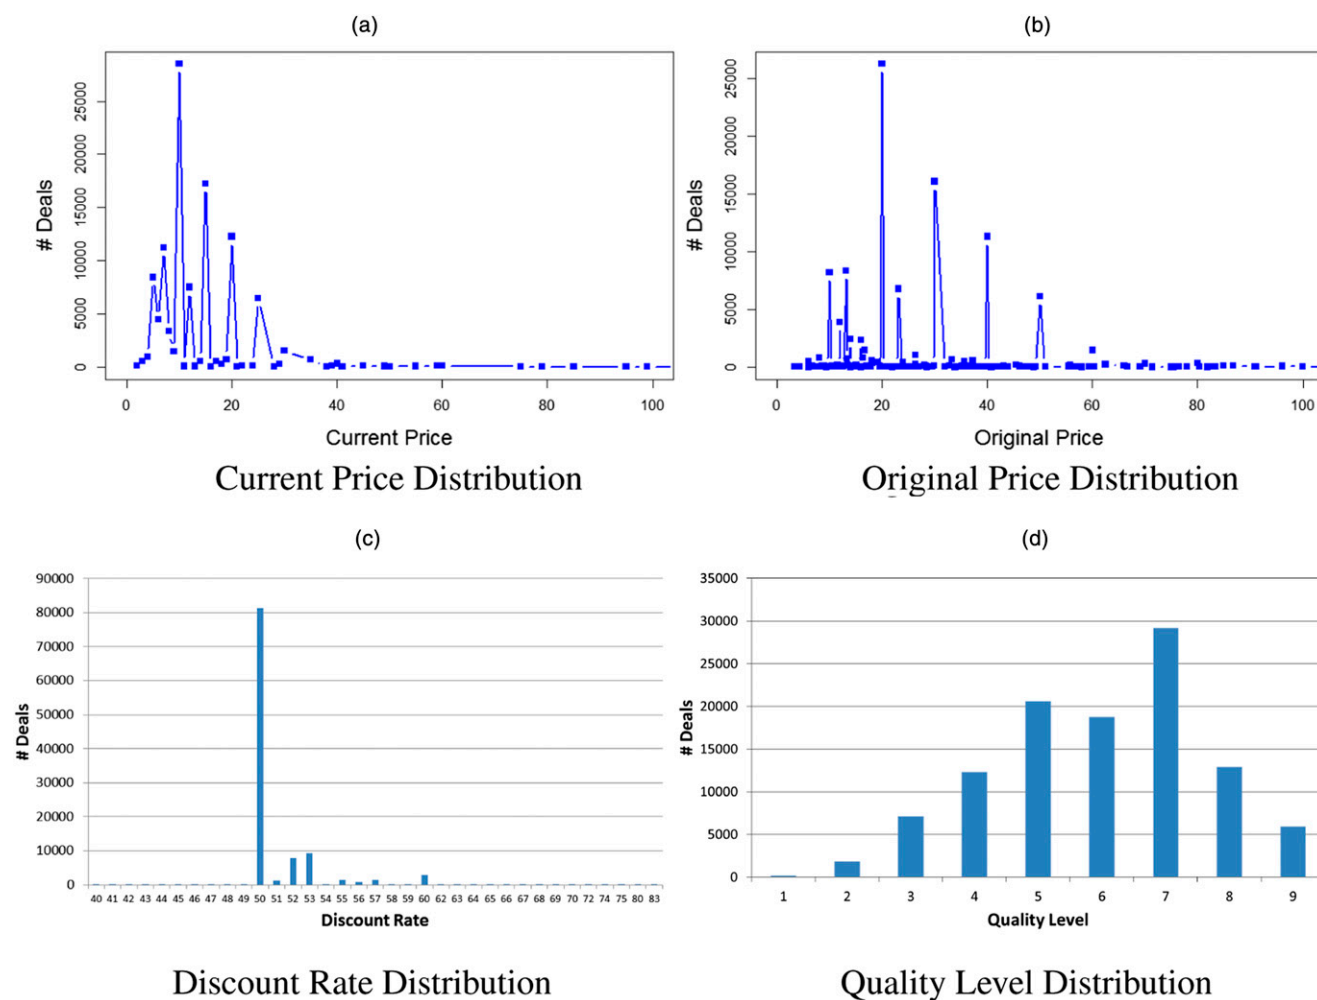 (a)
# Deals
25000
20000
15000
10000
5000
0
0 20 40 60 80 100
Current Price
Current Price Distribution
(b)
# Deals
25000
20000
15000
10000
5000
0
0 20 40 60 80 100
Original Price
Original Price Distribution
(c)
# Deals
90000
80000
70000
60000
50000
40000
30000
20000
10000
0
40 41 42 43 44 45 46 47 48 49 50 51 52 53 54 55 56 57 58 59 60 62 63 64 65 66 67 68 69 70 72 74 75 80 83
Discount Rate
Discount Rate Distribution
(d)
# Deals
35000
30000
25000
20000
15000
10000
5000
0
1 2 3 4 5 6 7 8 9
Quality Level
Quality Level Distribution